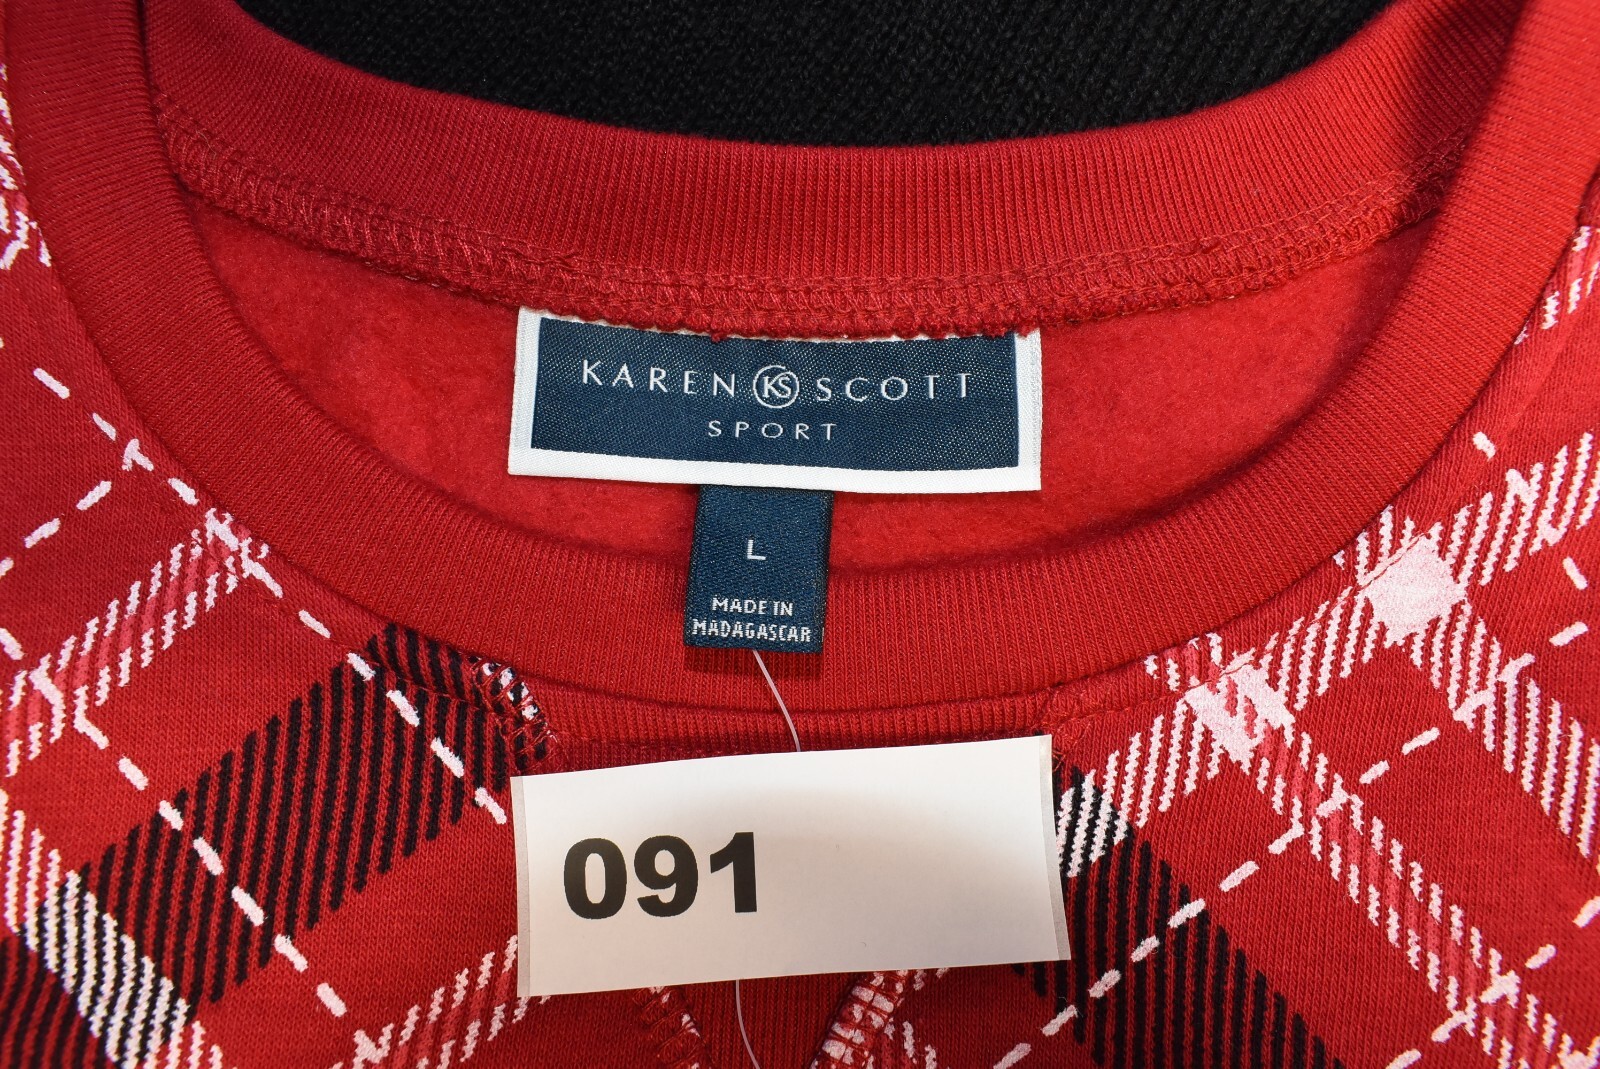 KAREN KS SCOTT
SPORT
L
MADE IN
MADAGASCAR
091